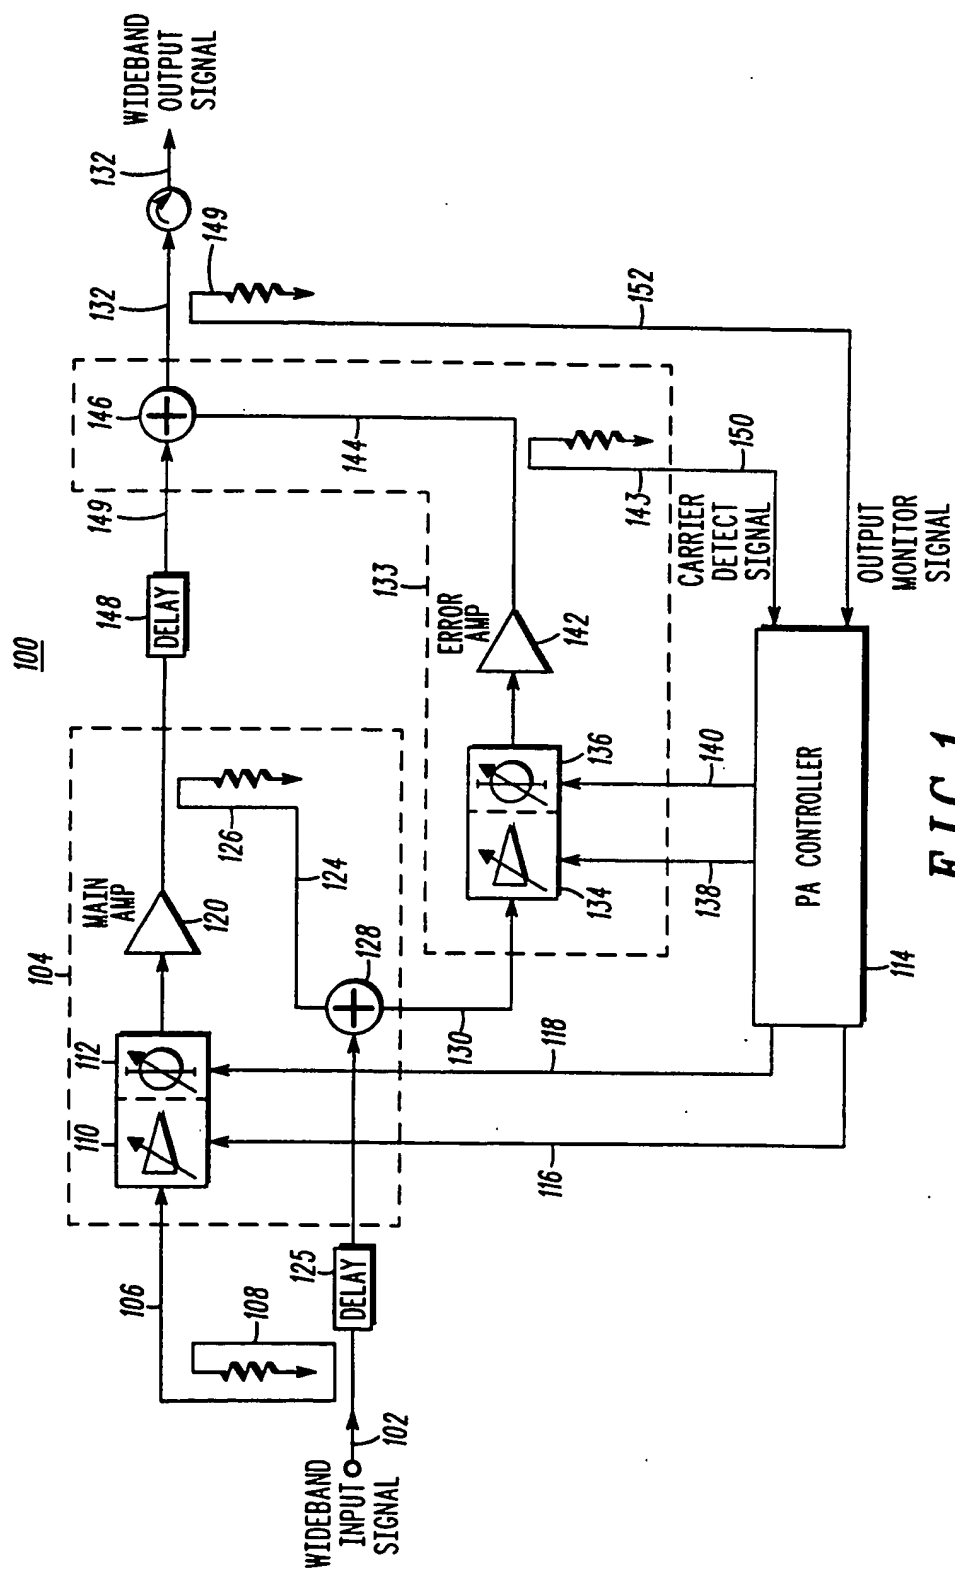 100
WIDEBAND
INPUT
SIGNAL
102
106
108
DELAY
125
104
110
112
MAIN
AMP
120
126
124
128
130
116
118
DELAY
148
149
133
146
144
132
132
WIDEBAND
OUTPUT
SIGNAL
149
152
134
136
ERROR
AMP
142
143
150
CARRIER
DETECT
SIGNAL
OUTPUT
MONITOR
SIGNAL
138
140
PA CONTROLLER
114
FIG. 1